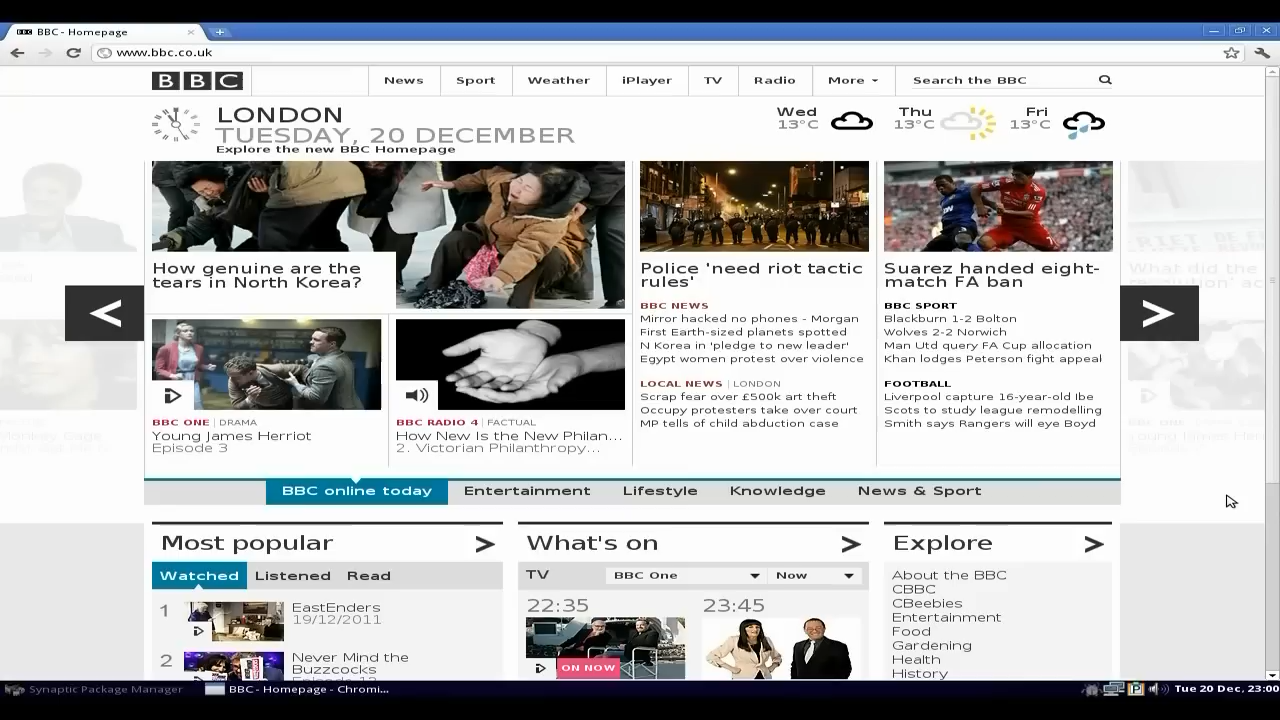 BBC - Homepage
www.bbc.co.uk
BBC
News
Sport
Weather
iPlayer
TV
Radio
More
Search the BBC
LONDON
TUESDAY, 20 DECEMBER
Explore the new BBC Homepage
Wed
13°C
Thu
13°C
Fri
13°C
How genuine are the
tears in North Korea?
BBC ONE | DRAMA
Young James Herriot
Episode 3
BBC RADIO 4 | FACTUAL
How New Is the New Philan...
2. Victorian Philanthropy...
Police 'need riot tactic
rules'
BBC NEWS
Mirror hacked no phones - Morgan
First Earth-sized planets spotted
N Korea in 'pledge to new leader'
Egypt women protest over violence
LOCAL NEWS | LONDON
Scrap fear over £500k art theft
Occupy protesters take over court
MP tells of child abduction case
Suarez handed eight-
match FA ban
BBC SPORT
Blackburn 1-2 Bolton
Wolves 2-2 Norwich
Man Utd query FA Cup allocation
Khan lodges Peterson fight appeal
FOOTBALL
Liverpool capture 16-year-old Ibe
Scots to study league remodelling
Smith says Rangers will eye Boyd
What did the
BBC online today
Entertainment
Lifestyle
Knowledge
News & Sport
Most popular
Watched
Listened
Read
1
EastEnders
19/12/2011
2
Never Mind the
Buzzcocks
What's on
TV
BBC One
Now
22:35
23:45
ON NOW
Explore
About the BBC
CBBC
CBeebies
Entertainment
Food
Gardening
Health
History
Synaptic Package Manager
BBC - Homepage - Chromi...
Tue 20 Dec, 23:00